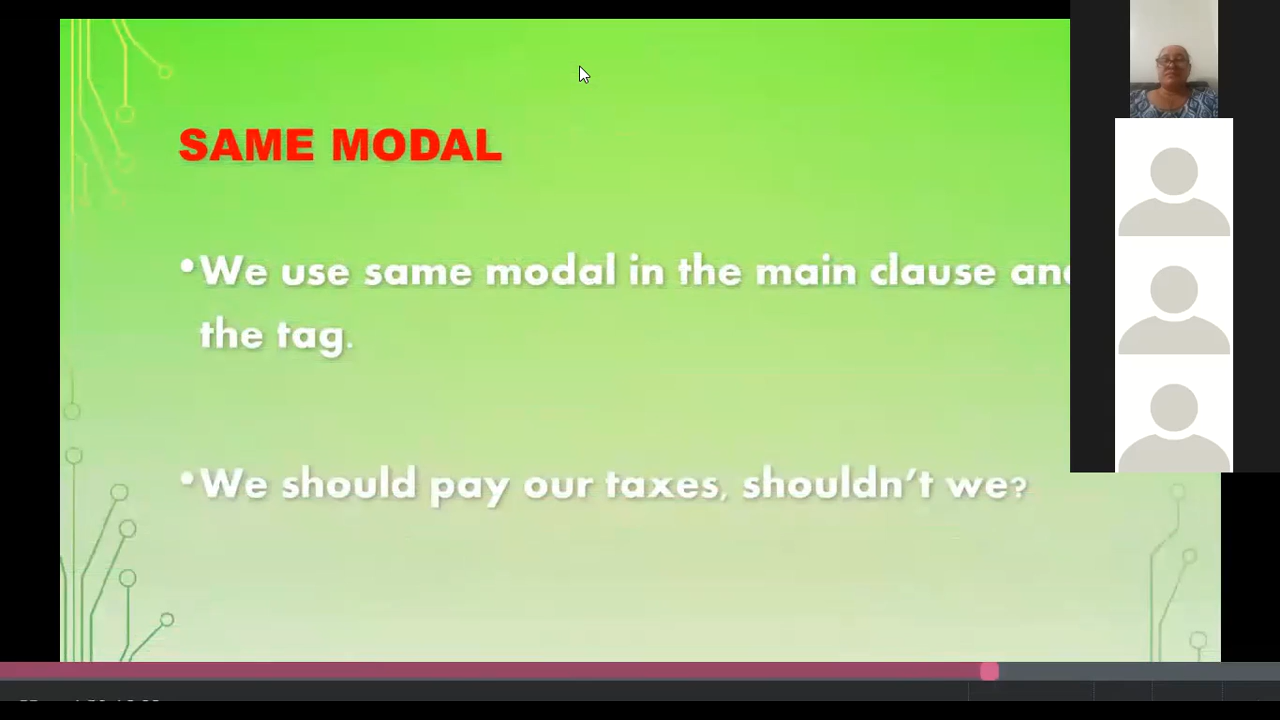 SAME MODAL
•We use same modal in the main clause and
the tag.
•We should pay our taxes, shouldn't we?